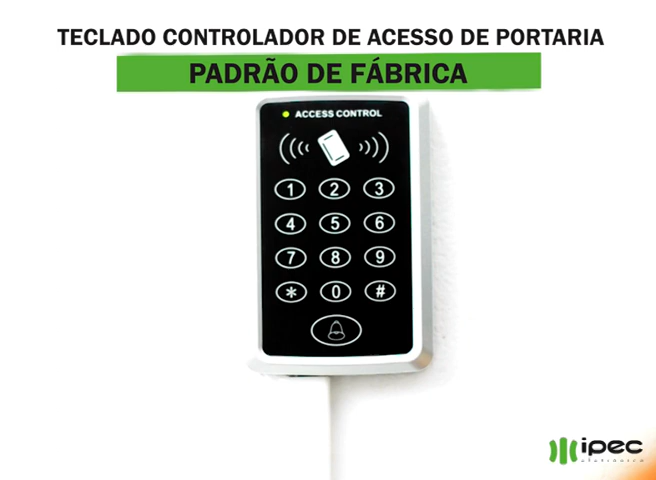 TECLADO CONTROLADOR DE ACESSO DE PORTARIA
PADRÃO DE FÁBRICA
ACCESS CONTROL
1 2 3
4 5 6
7 8 9
* 0 #
ipec
eletrônica